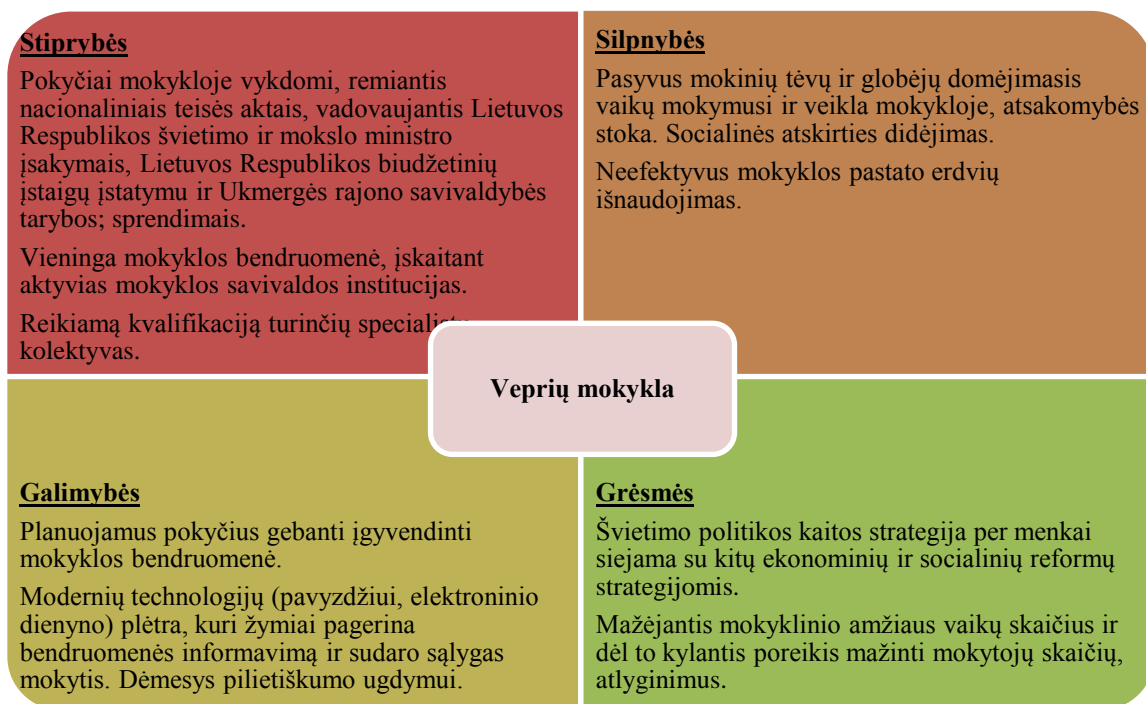 Stiprybės
Pokyčiai mokykloje vykdomi, remiantis
nacionaliniais teisės aktais, vadovaujantis Lietuvos
Respublikos švietimo ir mokslo ministro
įsakymais, Lietuvos Respublikos biudžetinių
įstaigų įstatymu ir Ukmergės rajono savivaldybės
tarybos; sprendimais.
Vieninga mokyklos bendruomenė, įskaitant
aktyvias mokyklos savivaldos institucijas.
Reikiamą kvalifikaciją turinčių
kolektyvas.
Silpnybės
Pasyvus mokinių tėvų ir globėjų domėjimasis
vaikų mokymusi ir veikla mokykloje, atsakomybės
stoka. Socialinės atskirties didėjimas.
Neefektyvus mokyklos pastato erdvių
išnaudojimas.
Veprių mokykla
Galimybės
Planuojamus pokyčius gebanti įgyvendinti
mokyklos bendruomenė.
Modernių technologijų (pavyzdžiui, elektroninio
dienyno) plėtra, kuri žymiai pagerina
bendruomenės informavimą ir sudaro sąlygas
mokytis. Dėmesys pilietiškumo ugdymui.
Grėsmės
Švietimo politikos kaitos strategija per menkai
siejama su kitų ekonominių ir socialinių reformų
strategijomis.
Mažėjantis mokyklinio amžiaus vaikų skaičius ir
dėl to kylantis poreikis mažinti mokytojų skaičių,
atlyginimus.